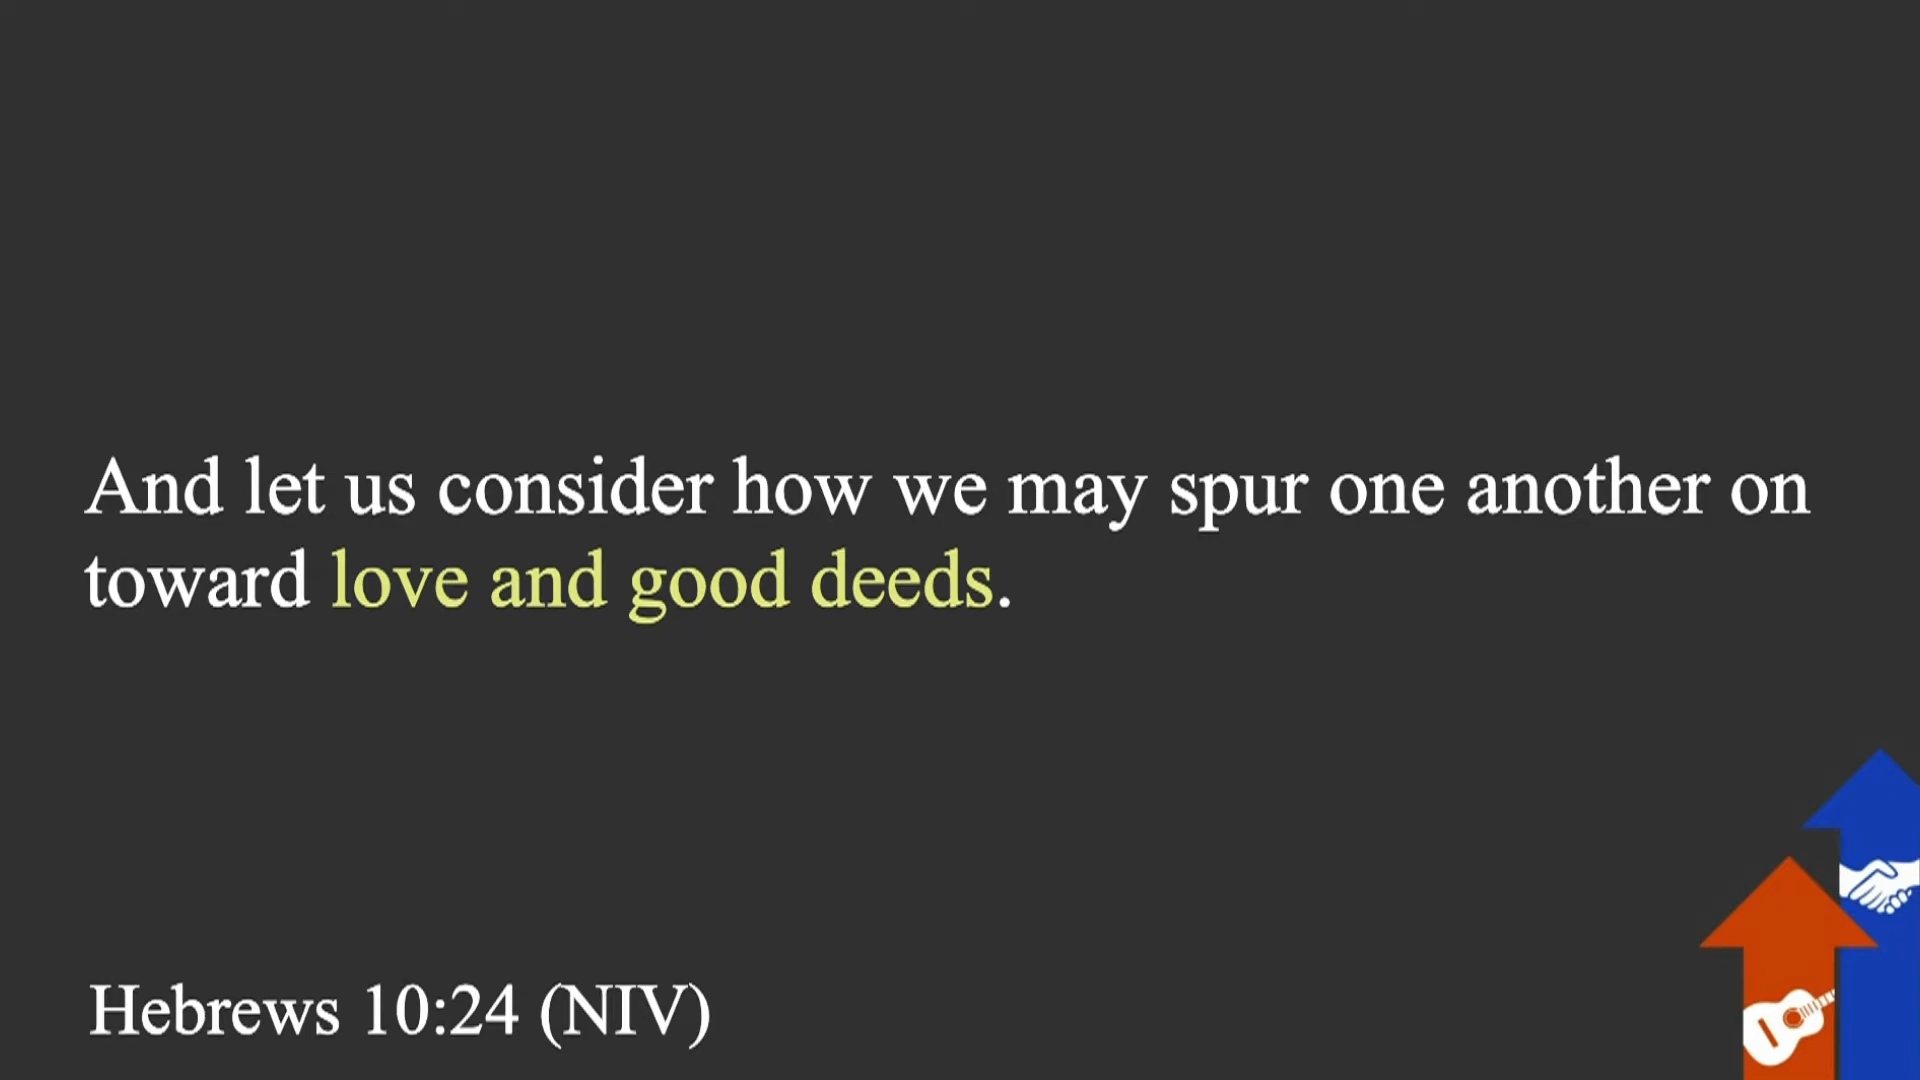 And let us consider how we may spur one another on
toward love and good deeds.
Hebrews 10:24 (NIV)